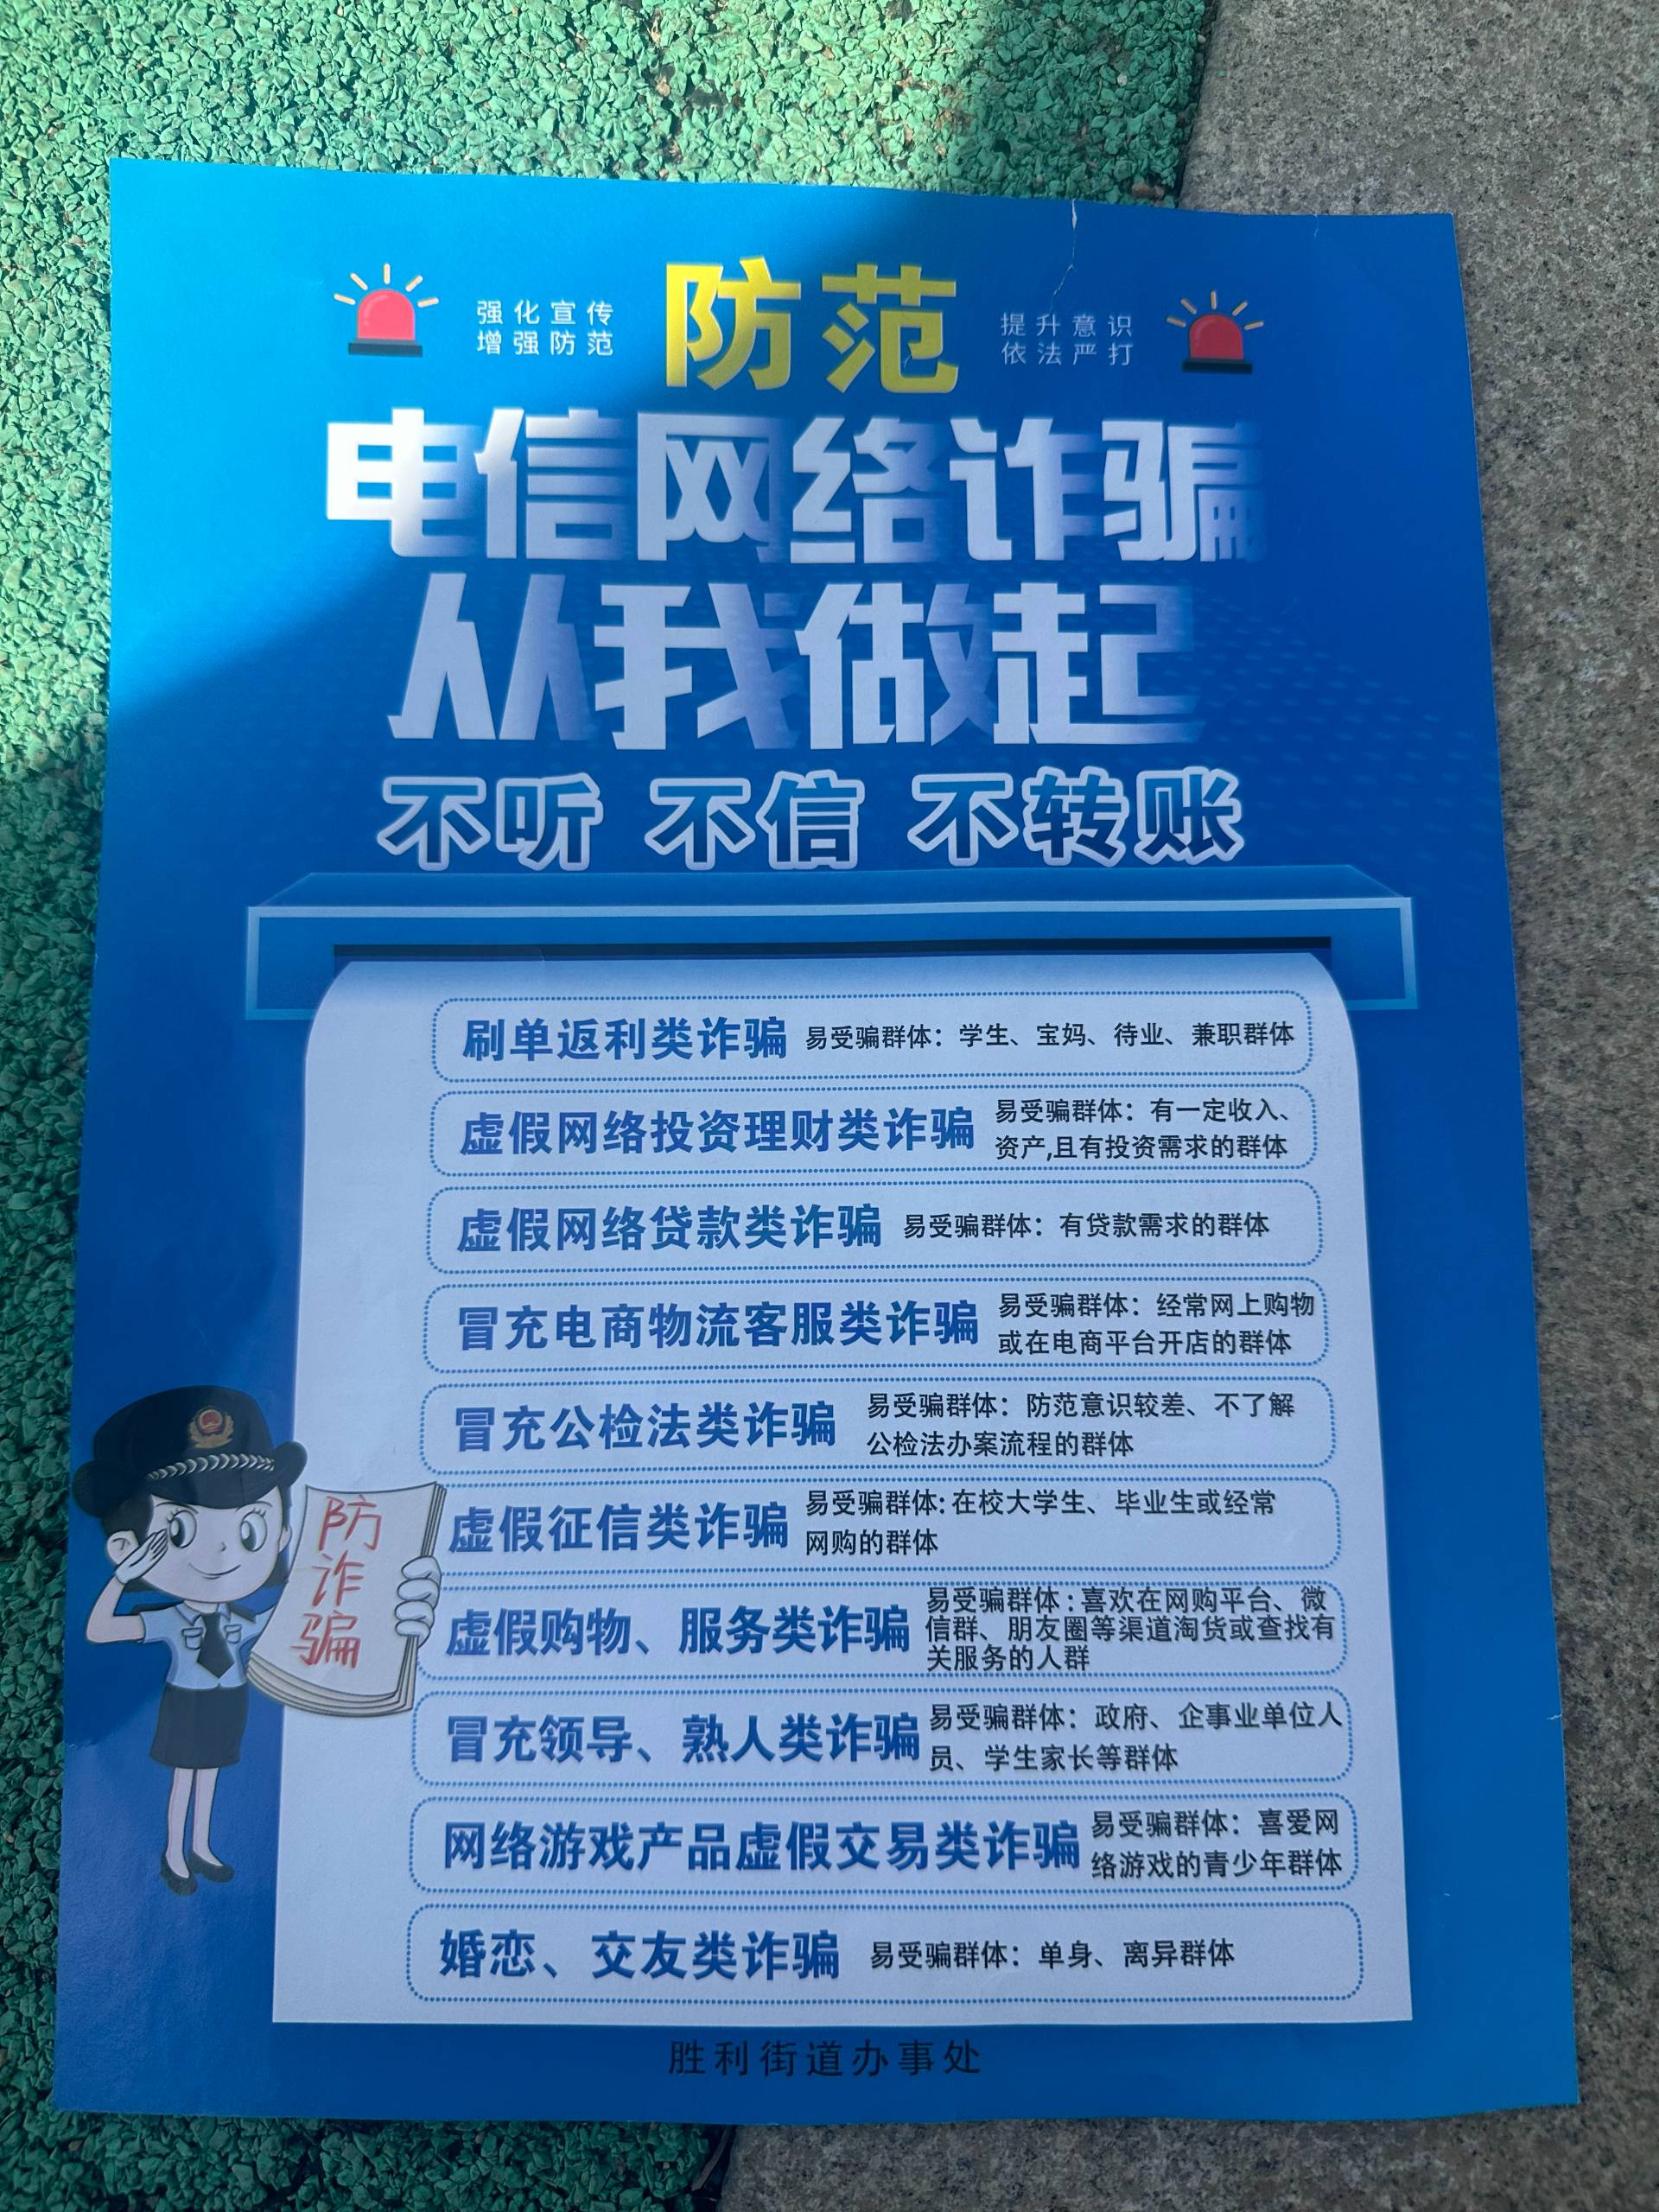 强化宣传
增强防范
防范
提升意识
依法严打
电信网络诈骗
从我做起
不听 不信 不转账
刷单返利类诈骗 易受骗群体：学生、宝妈、待业、兼职群体
虚假网络投资理财类诈骗 易受骗群体：有一定收入、
资产,且有投资需求的群体
虚假网络贷款类诈骗 易受骗群体：有贷款需求的群体
冒充电商物流客服类诈骗 易受骗群体：经常网上购物
或在电商平台开店的群体
冒充公检法类诈骗 易受骗群体：防范意识较差、不了解
公检法办案流程的群体
虚假征信类诈骗 易受骗群体：在校大学生、毕业生或经常
网购的群体
防
诈
骗
虚假购物、服务类诈骗 易受骗群体：喜欢在网购平台、微
信群、朋友圈等渠道淘货或查找有
关服务的人群
冒充领导、熟人类诈骗 易受骗群体：政府、企事业单位人
员、学生家长等群体
网络游戏产品虚假交易类诈骗 易受骗群体：喜爱网
络游戏的青少年群体
婚恋、交友类诈骗 易受骗群体：单身、离异群体
胜利街道办事处